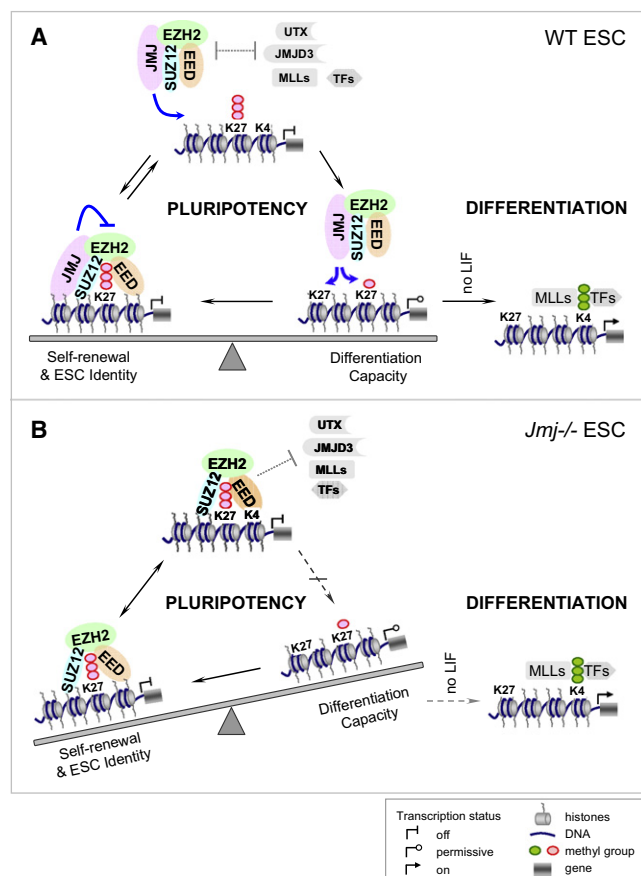 A
WT ESC
EZH2
JMJ
SUZ12
EED
UTX
JMJD3
MLLs
TFs
K27 K4
PLURIPOTENCY
DIFFERENTIATION
EZH2
JMJ
SUZ12
EED
K27
EZH2
JMJ
SUZ12
EED
K27 K27
no LIF
MLLs TFs
K27 K4
Self-renewal
& ESC Identity
Differentiation
Capacity
B
Jmj-/- ESC
EZH2
SUZ12
EED
K27 K4
UTX
JMJD3
MLLs
TFs
PLURIPOTENCY
DIFFERENTIATION
EZH2
SUZ12
EED
K27
K27 K27
no LIF
MLLs TFs
K27 K4
Self-renewal
& ESC Identity
Differentiation
Capacity
Transcription status
off
permissive
on
histones
DNA
methyl group
gene